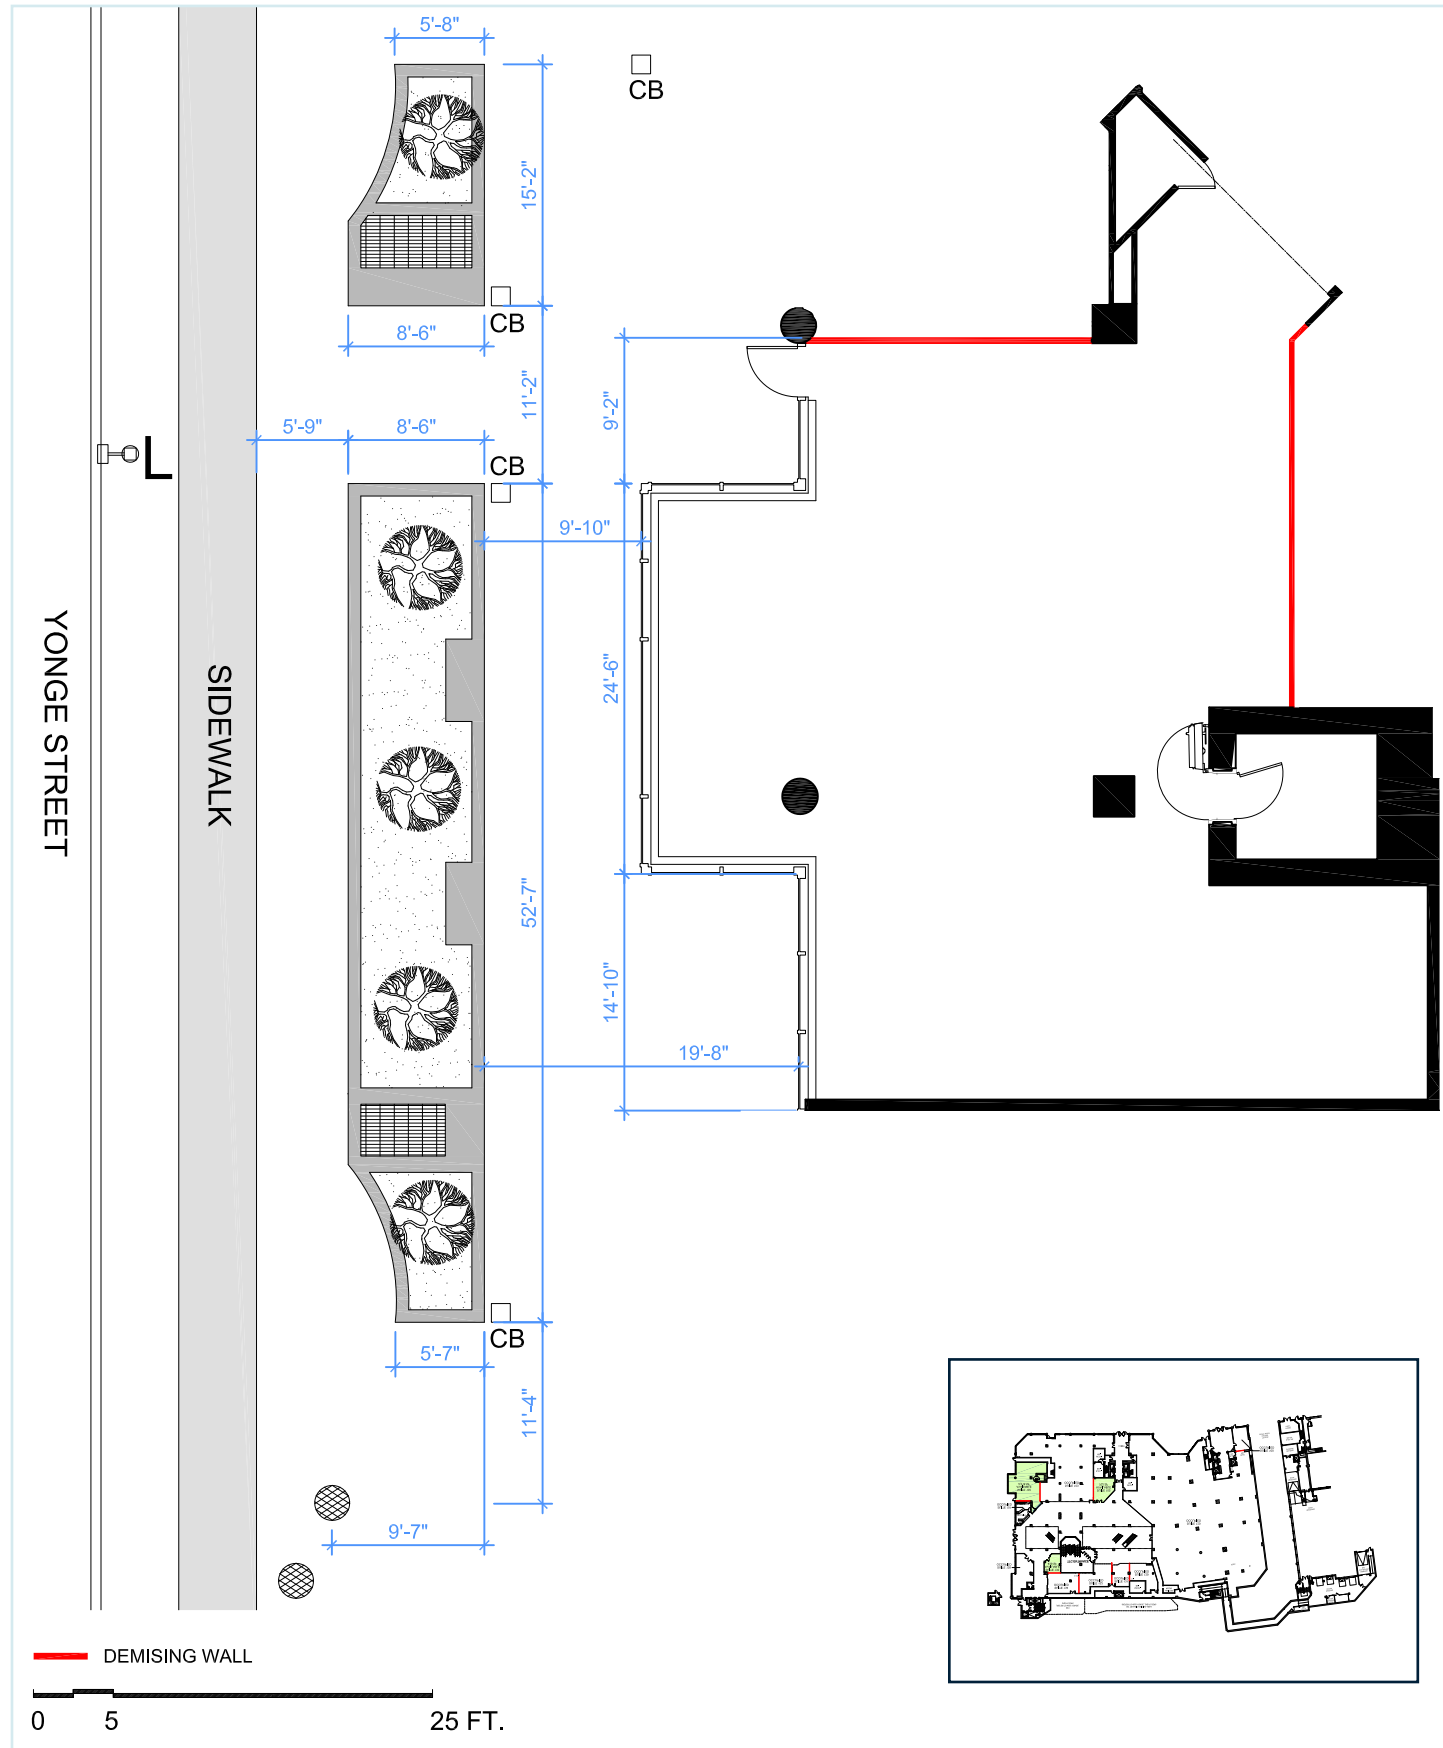 5'-8"
CB
15'-2"
CB
8'-6"
11'-2"
9'-2"
5'-9"
8'-6"
CB
L
9'-10"
YONGE STREET
SIDEWALK
24'-6"
52'-7"
14'-10"
19'-8"
CB
5'-7"
11'-4"
9'-7"
DEMISING WALL
0 5 25 FT.